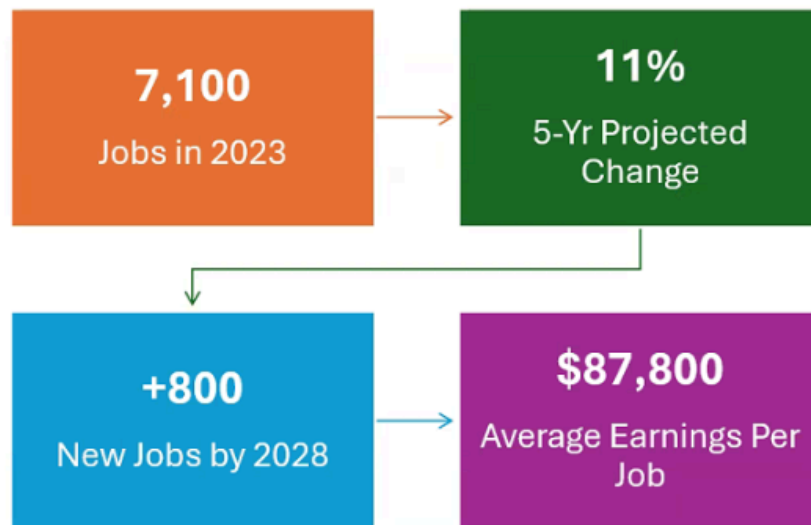 7,100
Jobs in 2023
11%
5-Yr Projected
Change
+800
New Jobs by 2028
$87,800
Average Earnings Per
Job